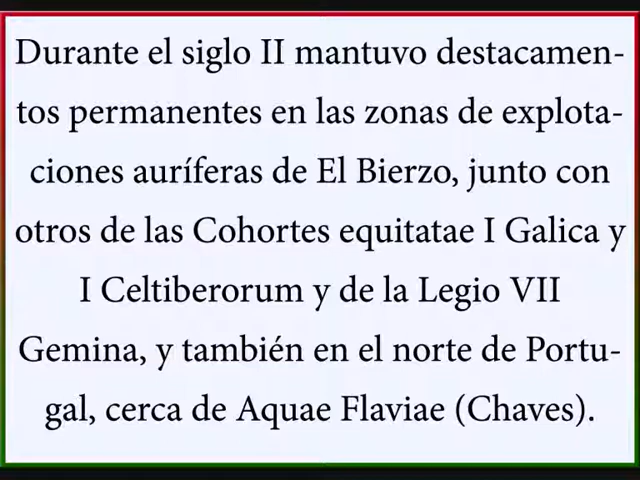 Durante el siglo II mantuvo destacamen-
tos permanentes en las zonas de explota-
ciones auríferas de El Bierzo, junto con
otros de las Cohortes equitatae I Galica y
I Celtiberorum y de la Legio VII
Gemina, y también en el norte de Portu-
gal, cerca de Aquae Flaviae (Chaves).